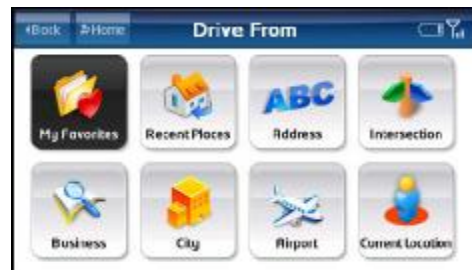 Back Home Drive From
My Favorites Recent Places Address Intersection
ABC
Business City Airport Current Location